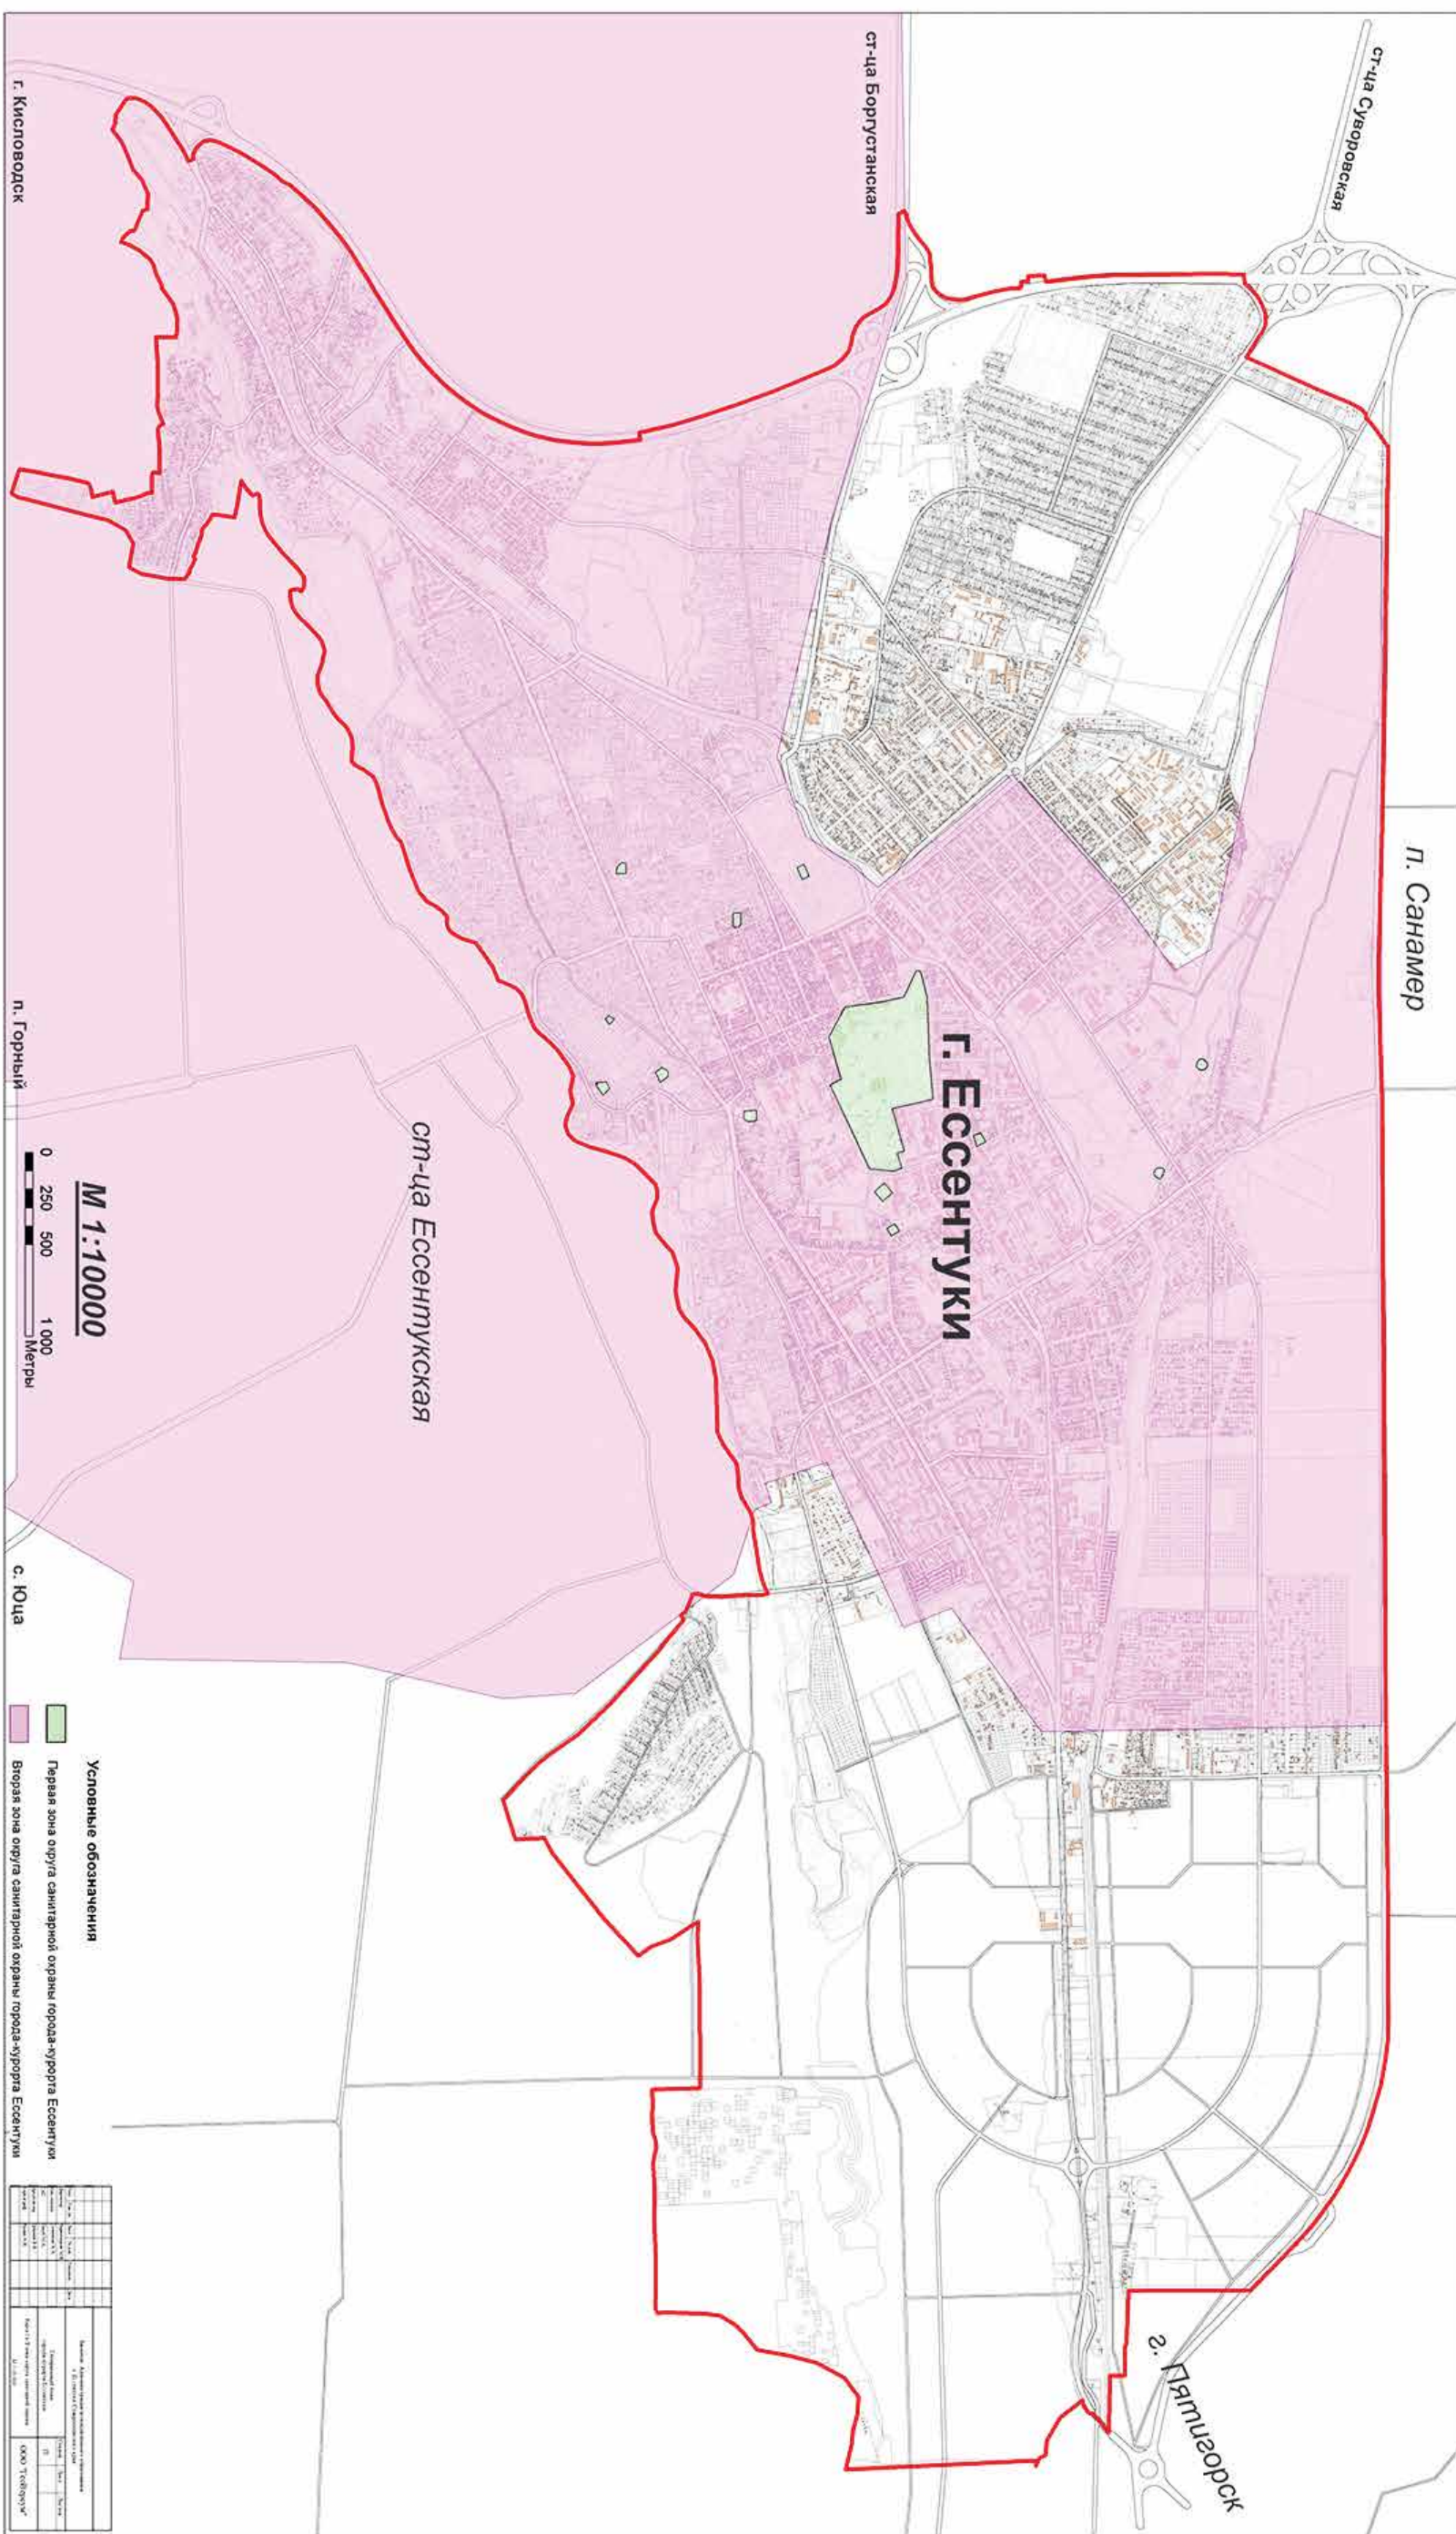 ст-ца Суворовская
п. Санамер
г. Пятигорск
ст-ца Боргустанская
г. Ессентуки
ст-ца Ессентукская
г. Кисловодск
п. Горный
с. Юца
М 1:10000
0 250 500 1 000
Метры
Условные обозначения
Первая зона округа санитарной охраны города-курорта Ессентуки
Вторая зона округа санитарной охраны города-курорта Ессентуки